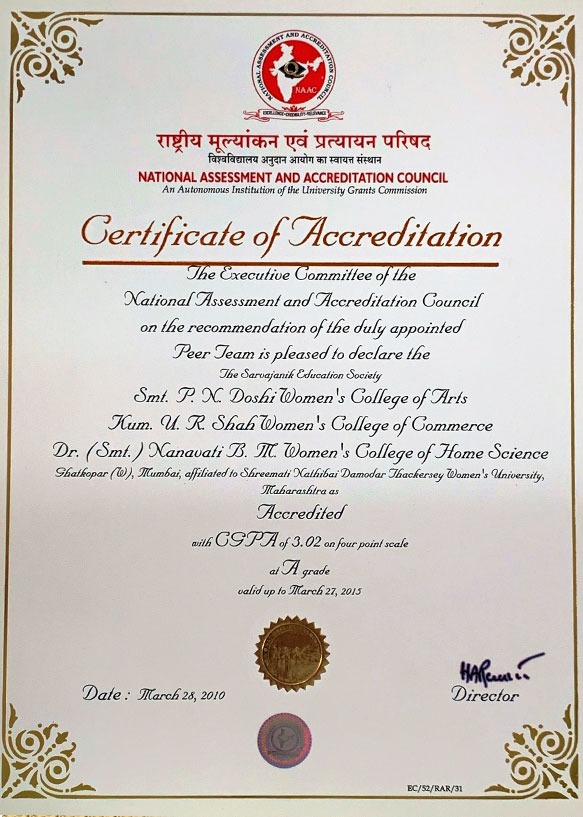 NATIONAL ASSESSMENT AND ACCREDITATION COUNCIL
NAAC
EXCELLENCE • CREDIBILITY • RELEVANCE
राष्ट्रीय मूल्यांकन एवं प्रत्यायन परिषद
विश्वविद्यालय अनुदान आयोग का स्वायत्त संस्थान
NATIONAL ASSESSMENT AND ACCREDITATION COUNCIL
An Autonomous Institution of the University Grants Commission
Certificate of Accreditation
The Executive Committee of the
National Assessment and Accreditation Council
on the recommendation of the duly appointed
Peer Team is pleased to declare the
The Sarvajanik Education Society
Smt. P. N. Doshi Women's College of Arts
Kum. U. R. Shah Women's College of Commerce
Dr. (Smt.) Nanavati B. M. Women's College of Home Science
Ghatkopar (W), Mumbai, affiliated to Shreemati Nathibai Damodar Thackersey Women's University,
Maharashtra as
Accredited
with CGPA of 3.02 on four point scale
at A grade
valid up to March 27, 2015
Date : March 28, 2010
Director
EC/52/RAR/31